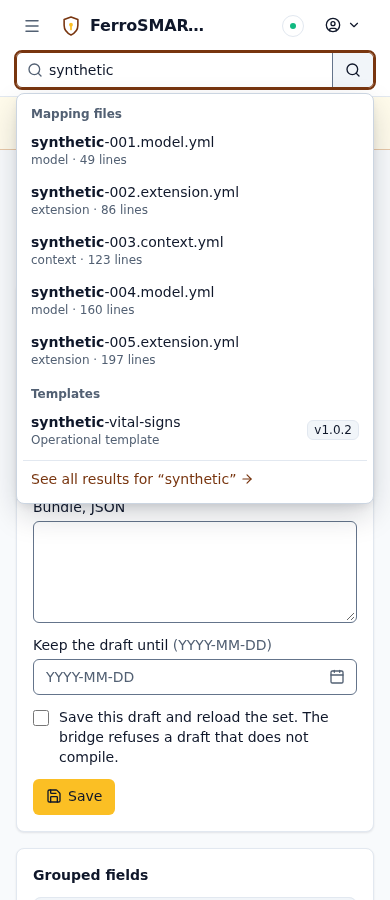 FerroSMAR…
synthetic
Mapping files
synthetic-001.model.yml
model · 49 lines
synthetic-002.extension.yml
extension · 86 lines
synthetic-003.context.yml
context · 123 lines
synthetic-004.model.yml
model · 160 lines
synthetic-005.extension.yml
extension · 197 lines
Templates
synthetic-vital-signs
Operational template
v1.0.2
See all results for “synthetic” →
Bundle, JSON
Keep the draft until (YYYY-MM-DD)
YYYY-MM-DD
Save this draft and reload the set. The
bridge refuses a draft that does not
compile.
Save
Grouped fields